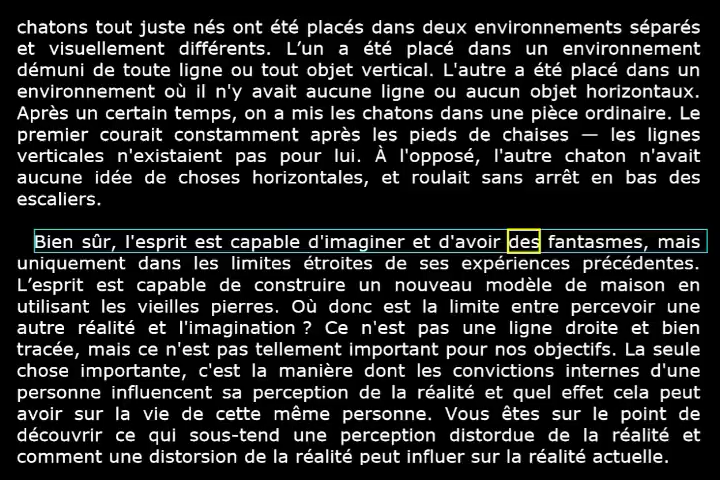 chatons tout juste nés ont été placés dans deux environnements séparés
et visuellement différents. L’un a été placé dans un environnement
démuni de toute ligne ou tout objet vertical. L'autre a été placé dans un
environnement où il n'y avait aucune ligne ou aucun objet horizontaux.
Après un certain temps, on a mis les chatons dans une pièce ordinaire. Le
premier courait constamment après les pieds de chaises — les lignes
verticales n'existaient pas pour lui. À l'opposé, l'autre chaton n'avait
aucune idée de choses horizontales, et roulait sans arrêt en bas des
escaliers.
Bien sûr, l'esprit est capable d'imaginer et d'avoir des fantasmes, mais
uniquement dans les limites étroites de ses expériences précédentes.
L’esprit est capable de construire un nouveau modèle de maison en
utilisant les vieilles pierres. Où donc est la limite entre percevoir une
autre réalité et l'imagination ? Ce n'est pas une ligne droite et bien
tracée, mais ce n'est pas tellement important pour nos objectifs. La seule
chose importante, c'est la manière dont les convictions internes d'une
personne influencent sa perception de la réalité et quel effet cela peut
avoir sur la vie de cette même personne. Vous êtes sur le point de
découvrir ce qui sous-tend une perception distordue de la réalité et
comment une distorsion de la réalité peut influer sur la réalité actuelle.